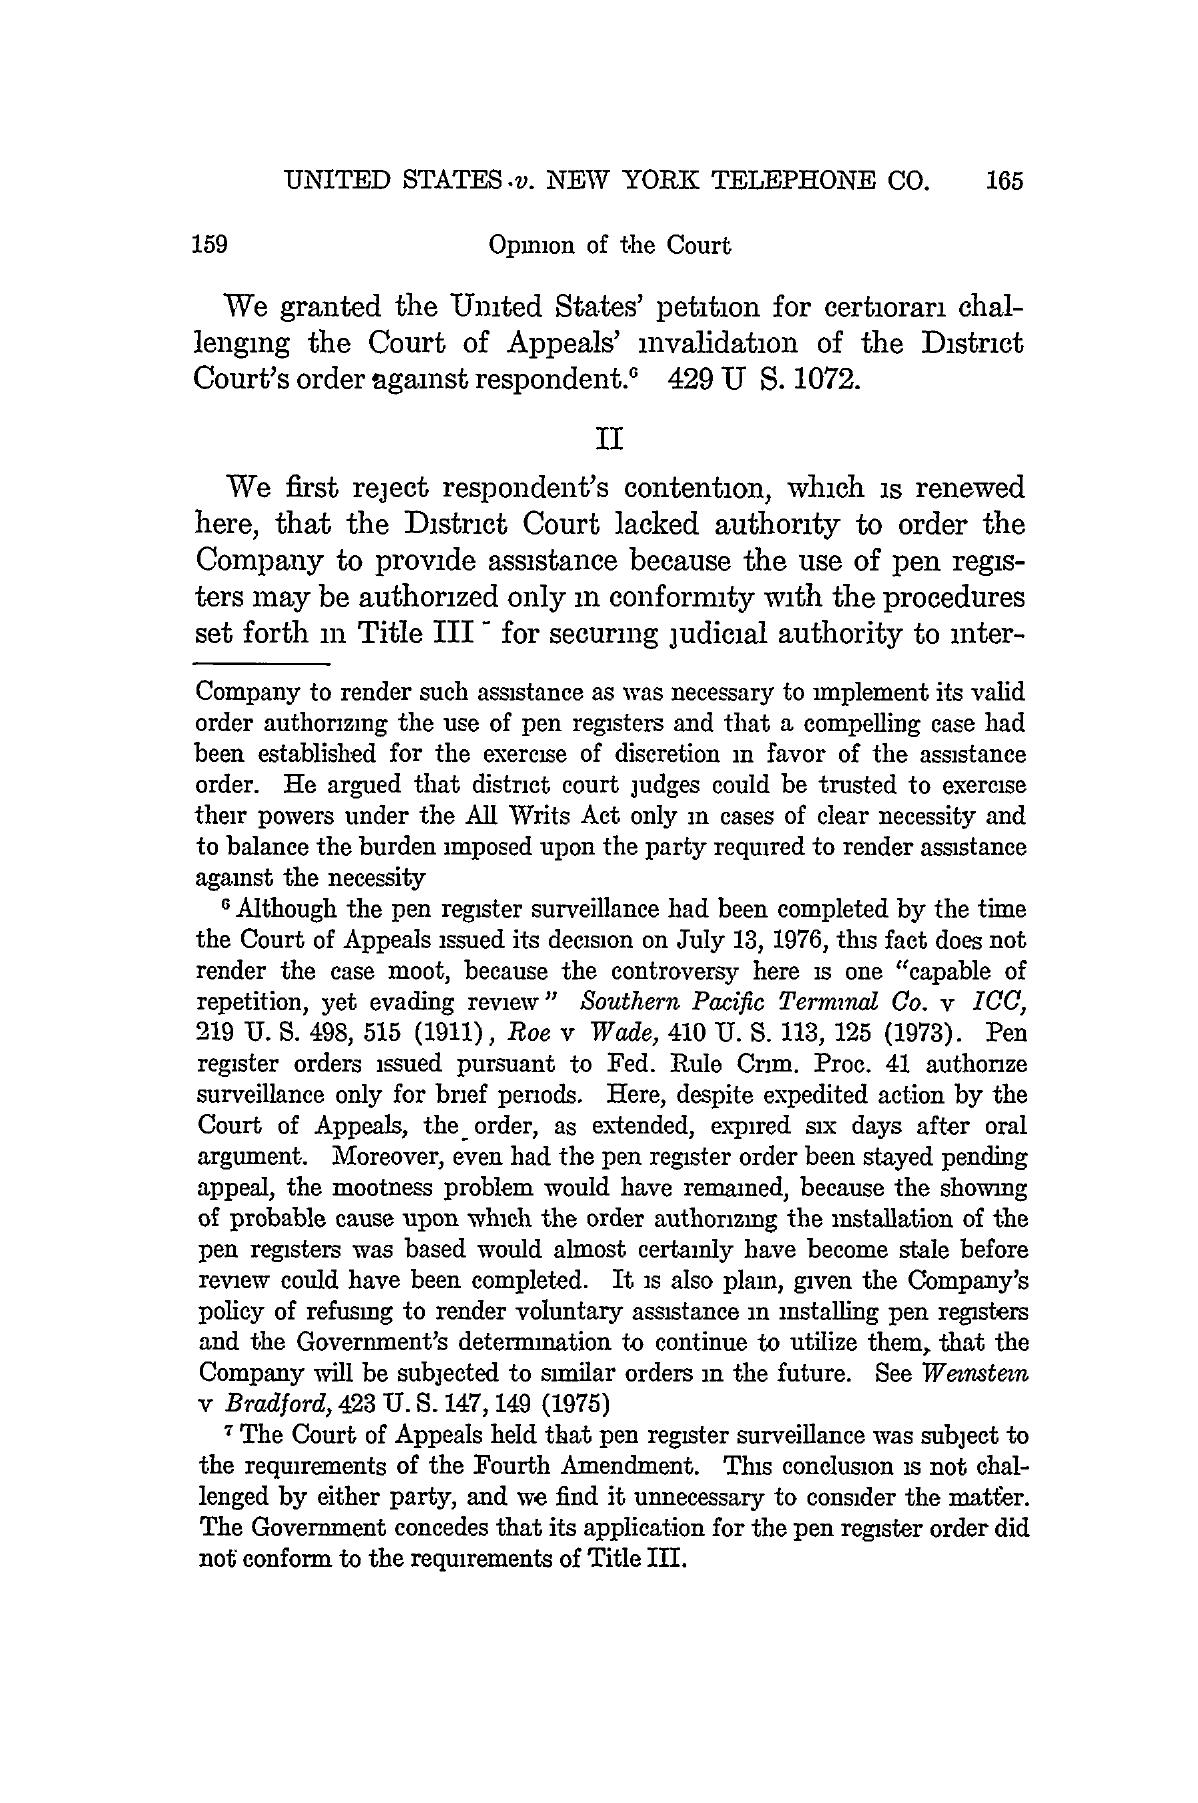 UNITED STATES v. NEW YORK TELEPHONE CO. 165
159 Opinion of the Court
We granted the United States' petition for certiorari chal-
lenging the Court of Appeals' invalidation of the District
Court's order against respondent.⁶ 429 U S. 1072.
II
We first reject respondent's contention, which is renewed
here, that the District Court lacked authority to order the
Company to provide assistance because the use of pen regis-
ters may be authorized only in conformity with the procedures
set forth in Title III for securing judicial authority to inter-
Company to render such assistance as was necessary to implement its valid
order authorizing the use of pen registers and that a compelling case had
been established for the exercise of discretion in favor of the assistance
order. He argued that district court judges could be trusted to exercise
their powers under the All Writs Act only in cases of clear necessity and
to balance the burden imposed upon the party required to render assistance
against the necessity
⁶ Although the pen register surveillance had been completed by the time
the Court of Appeals issued its decision on July 13, 1976, this fact does not
render the case moot, because the controversy here is one "capable of
repetition, yet evading review" Southern Pacific Terminal Co. v ICC,
219 U. S. 498, 515 (1911), Roe v Wade, 410 U. S. 113, 125 (1973). Pen
register orders issued pursuant to Fed. Rule Crim. Proc. 41 authorize
surveillance only for brief periods. Here, despite expedited action by the
Court of Appeals, the order, as extended, expired six days after oral
argument. Moreover, even had the pen register order been stayed pending
appeal, the mootness problem would have remained, because the showing
of probable cause upon which the order authorizing the installation of the
pen registers was based would almost certainly have become stale before
review could have been completed. It is also plain, given the Company's
policy of refusing to render voluntary assistance in installing pen registers
and the Government's determination to continue to utilize them, that the
Company will be subjected to similar orders in the future. See Weinstein
v Bradford, 423 U. S. 147, 149 (1975)
⁷ The Court of Appeals held that pen register surveillance was subject to
the requirements of the Fourth Amendment. This conclusion is not chal-
lenged by either party, and we find it unnecessary to consider the matter.
The Government concedes that its application for the pen register order did
not conform to the requirements of Title III.